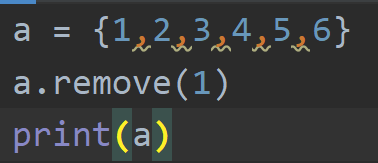 a = {1,2,3,4,5,6}
a.remove(1)
print(a)